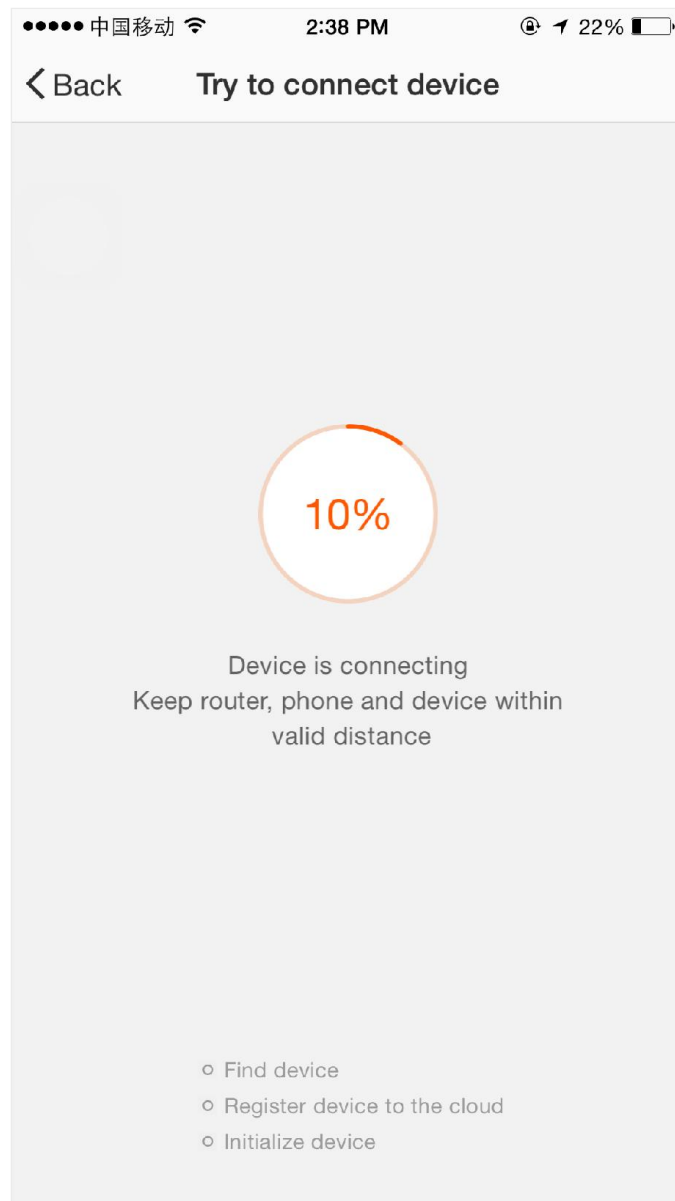 中国移动 2:38 PM 22%
Back Try to connect device
10%
Device is connecting
Keep router, phone and device within
valid distance
Find device
Register device to the cloud
Initialize device